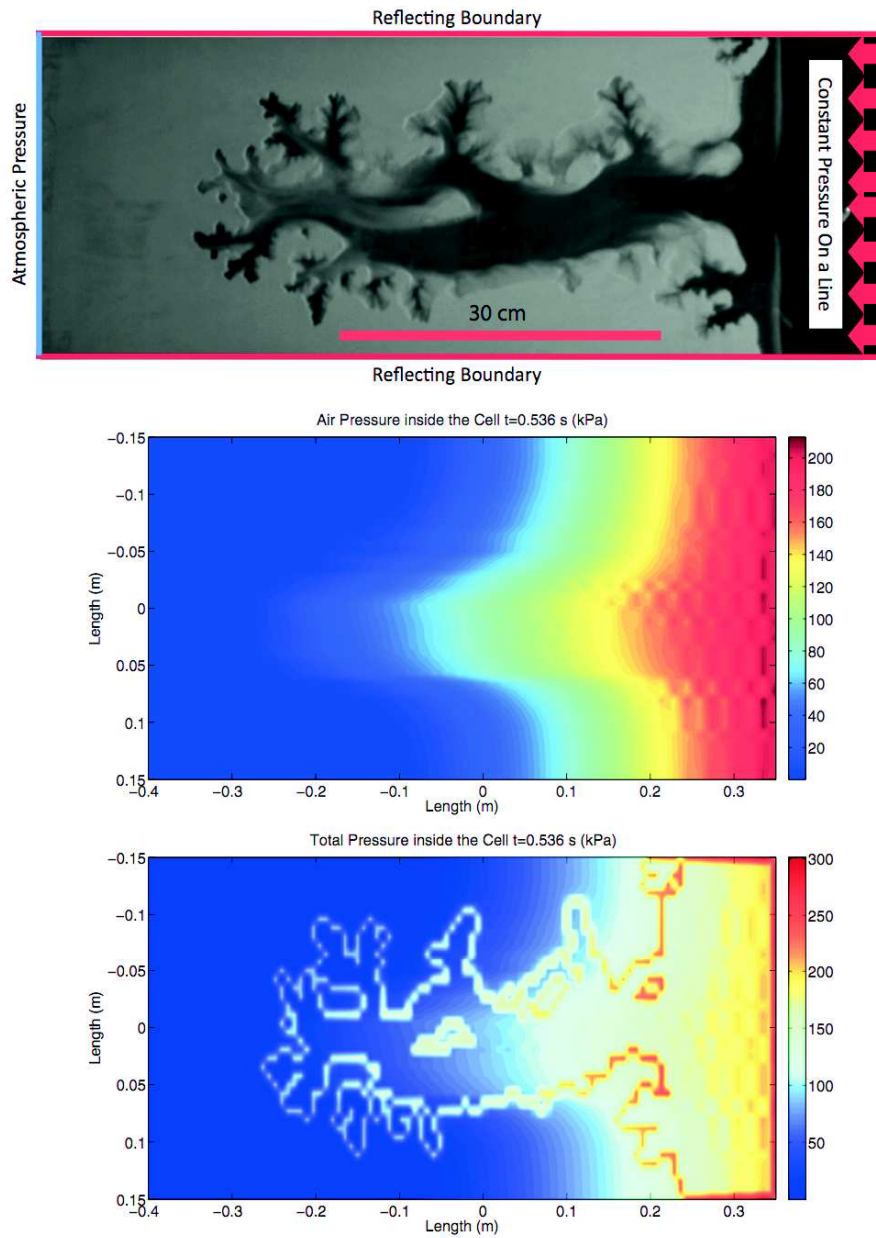 Reflecting Boundary
Atmospheric Pressure
Constant Pressure On a Line
30 cm
Reflecting Boundary
Air Pressure inside the Cell t=0.536 s (kPa)
Length (m)
-0.15
-0.1
-0.05
0
0.05
0.1
0.15
-0.4 -0.3 -0.2 -0.1 0 0.1 0.2 0.3
Length (m)
200
180
160
140
120
100
80
60
40
20
Total Pressure inside the Cell t=0.536 s (kPa)
Length (m)
-0.15
-0.1
-0.05
0
0.05
0.1
0.15
-0.4 -0.3 -0.2 -0.1 0 0.1 0.2 0.3
Length (m)
300
250
200
150
100
50